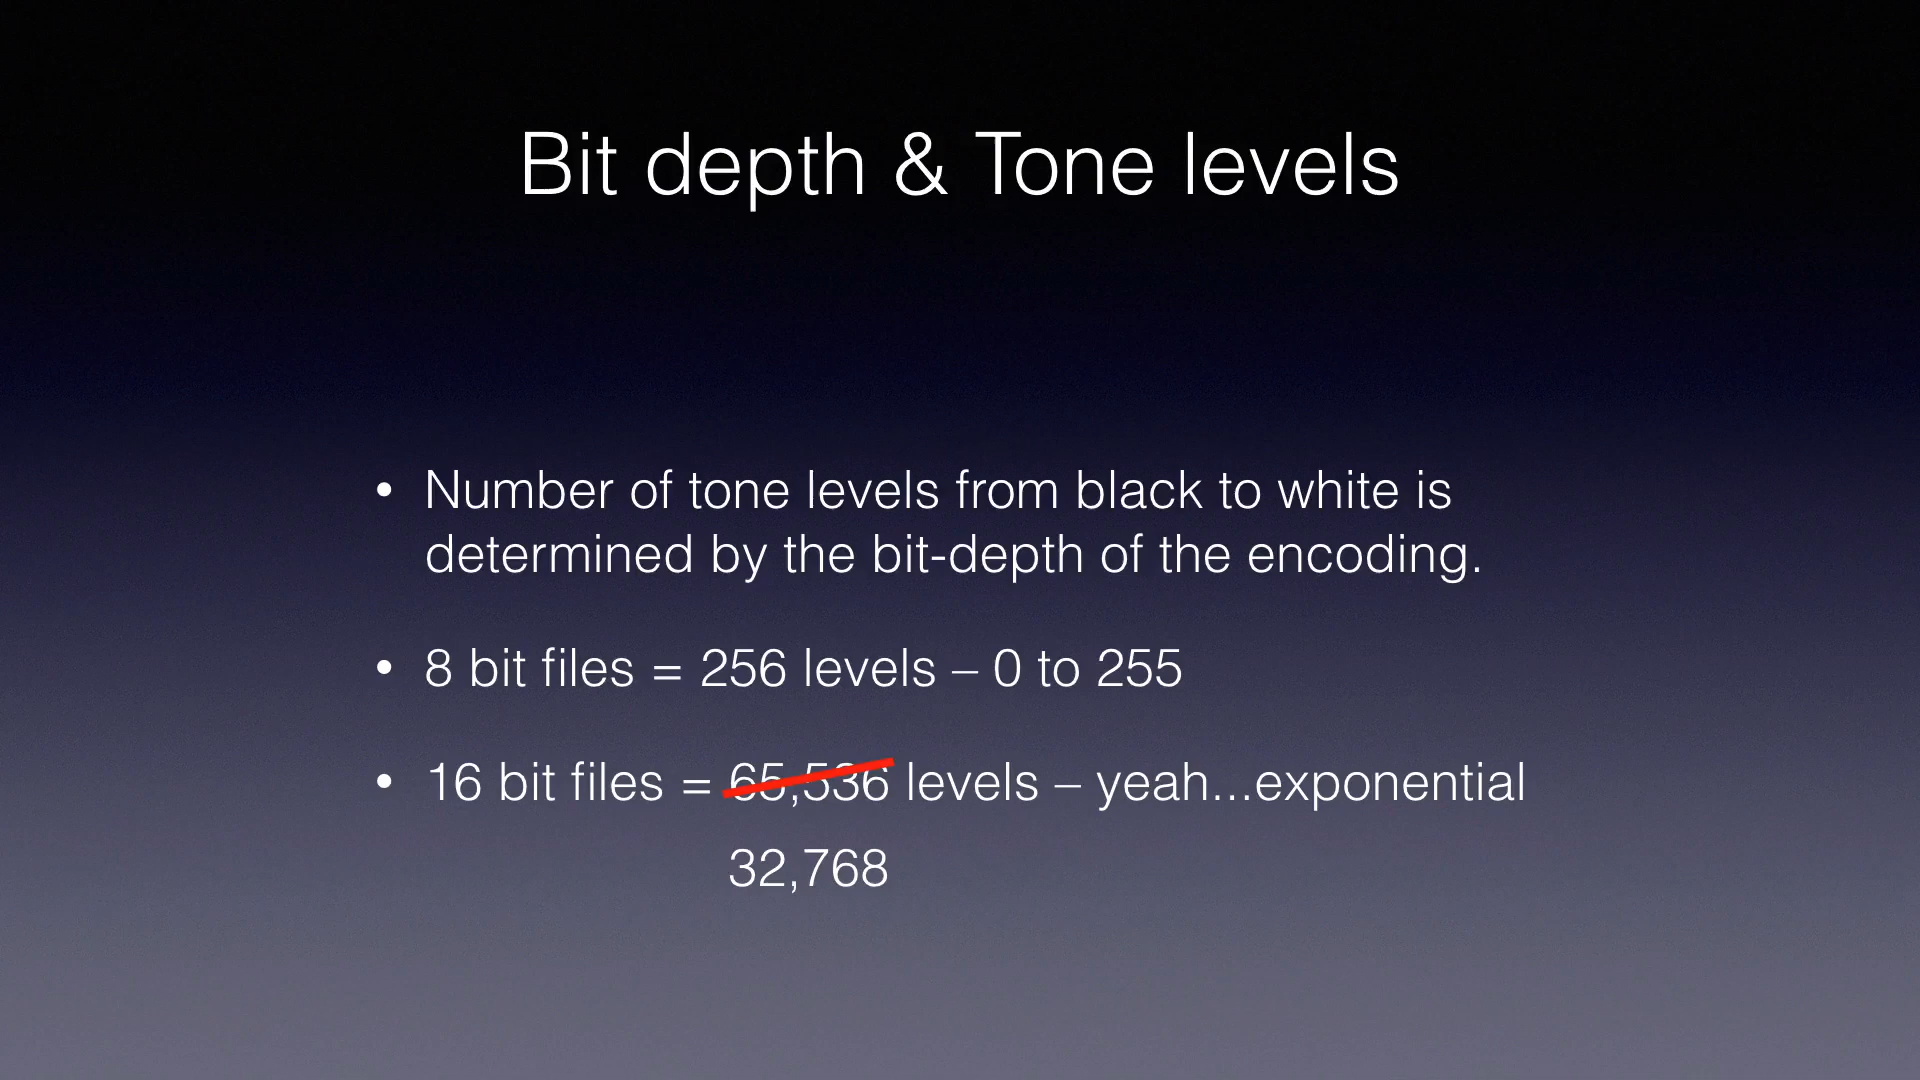 Bit depth & Tone levels
• Number of tone levels from black to white is
determined by the bit-depth of the encoding.
• 8 bit files = 256 levels – 0 to 255
• 16 bit files = 65,536 levels – yeah...exponential
32,768